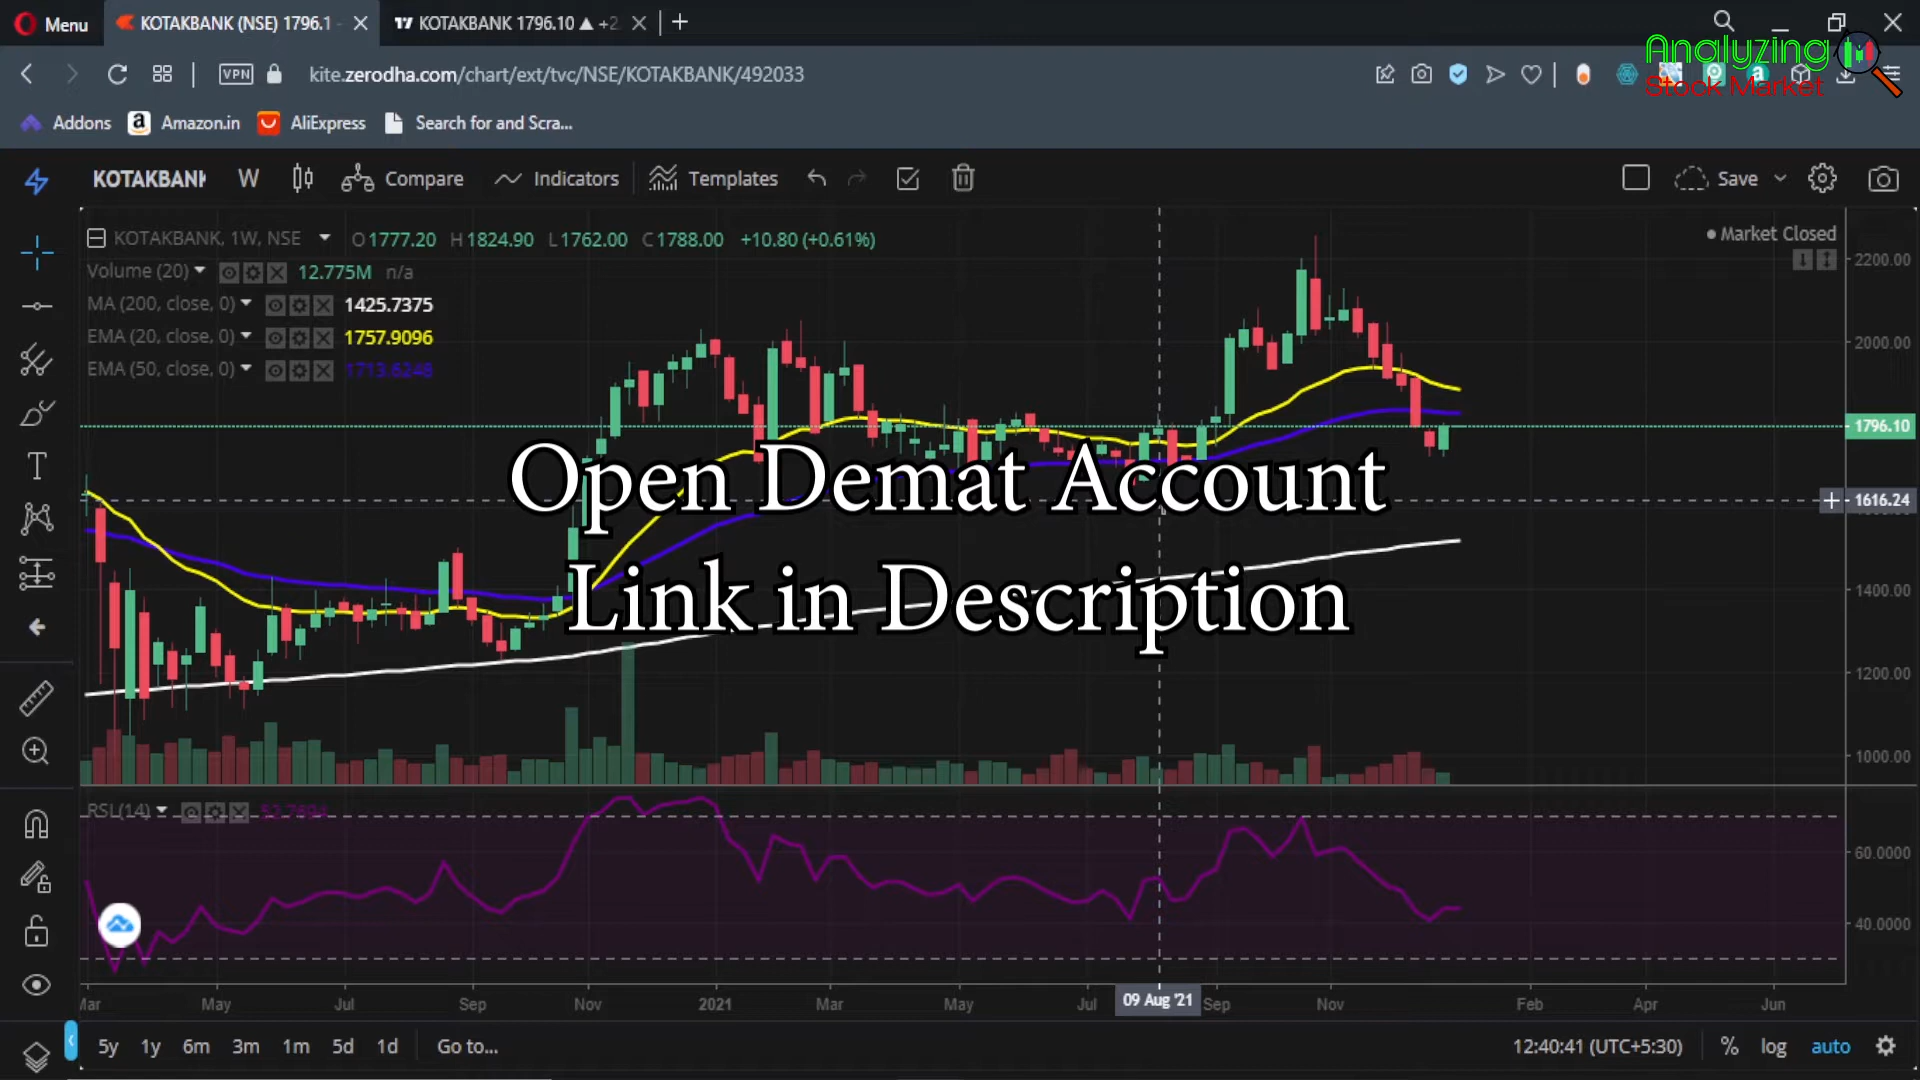 Menu
KOTAKBANK (NSE) 1796.1 -
KOTAKBANK 1796.10 ▲ +2
VPN
kite.zerodha.com/chart/ext/tvc/NSE/KOTAKBANK/492033
Analyzing
Stock Market
Addons
Amazon.in
AliExpress
Search for and Scra...
KOTAKBANK
W
Compare
Indicators
Templates
Save
KOTAKBANK, 1W, NSE
O1777.20 H1824.90 L1762.00 C1788.00 +10.80 (+0.61%)
Market Closed
Volume (20) 12.775M n/a
MA (200, close, 0) 1425.7375
EMA (20, close, 0) 1757.9096
EMA (50, close, 0) 1713.6248
2200.00
2000.00
1796.10
1616.24
1400.00
1200.00
1000.00
Open Demat Account
Link in Description
RSI (14) 52.7694
60.0000
40.0000
Mar May Jul Sep Nov 2021 Mar May Jul 09 Aug '21 Sep Nov Feb Apr Jun
5y 1y 6m 3m 1m 5d 1d Go to...
12:40:41 (UTC+5:30) % log auto